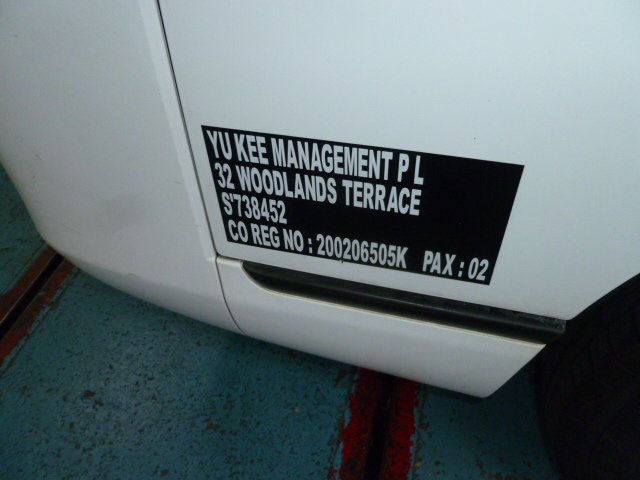 YU KEE MANAGEMENT P L
32 WOODLANDS TERRACE
S'738452
CO REG NO : 200206505K PAX : 02